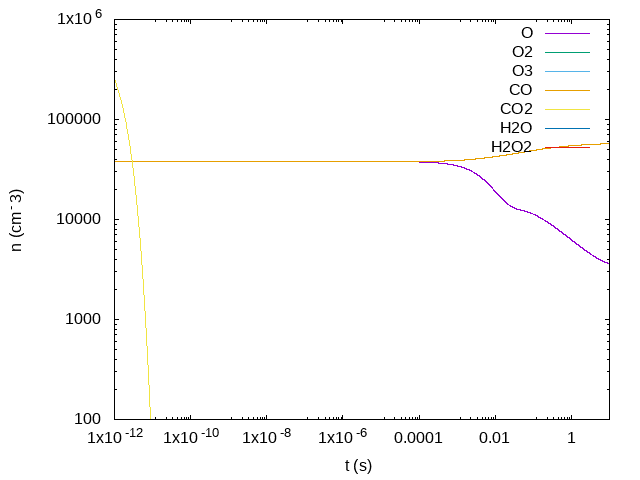 1x10^6
100000
10000
1000
100
n (cm^-3)
1x10^-12
1x10^-10
1x10^-8
1x10^-6
0.0001
0.01
1
t (s)
O
O2
O3
CO
CO2
H2O
H2O2